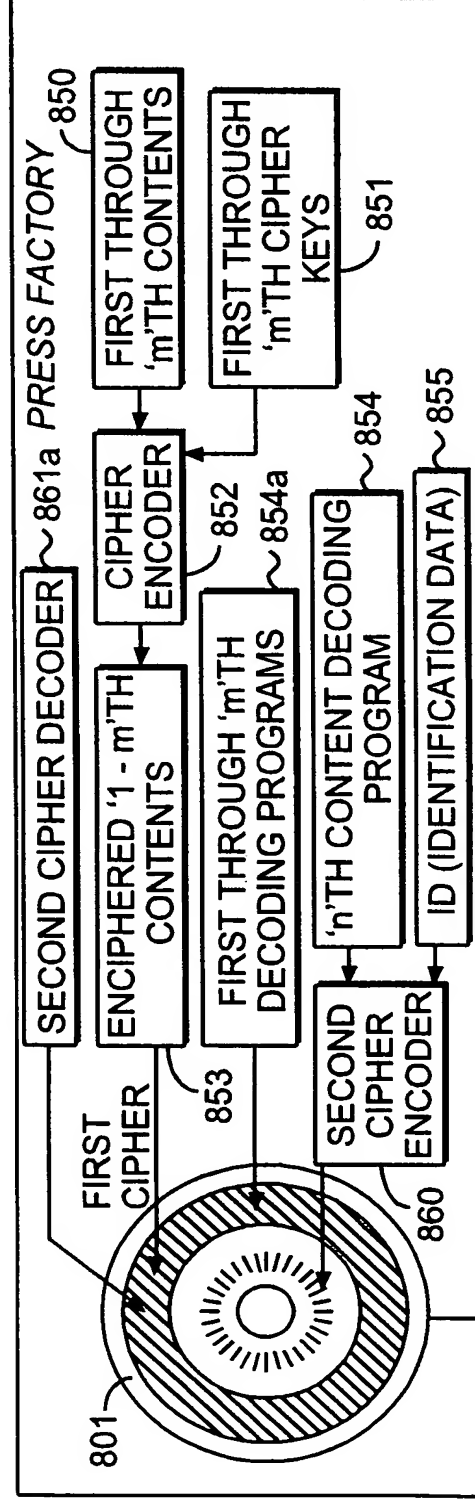 PRESS FACTORY
850
FIRST THROUGH
'm'TH CONTENTS
FIRST THROUGH
'm'TH CIPHER
KEYS
851
861a
SECOND CIPHER DECODER
CIPHER
ENCODER
852
ENCIPHERED '1 - m'TH
CONTENTS
853
FIRST
CIPHER
854a
FIRST THROUGH 'm'TH
DECODING PROGRAMS
854
'n'TH CONTENT DECODING
PROGRAM
855
ID (IDENTIFICATION DATA)
SECOND
CIPHER
ENCODER
860
801